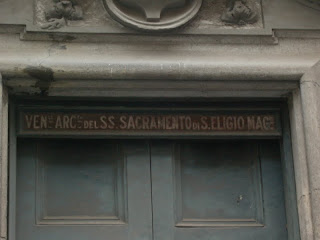 VEN. ARC. DEL SS. SACRAMENTO DI S. ELIGIO MAG.